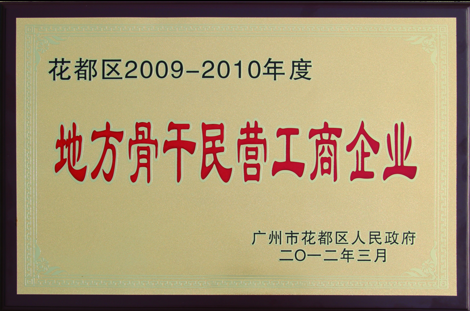 花都区2009-2010年度
地方骨干民营工商企业
广州市花都区人民政府
二〇一二年三月